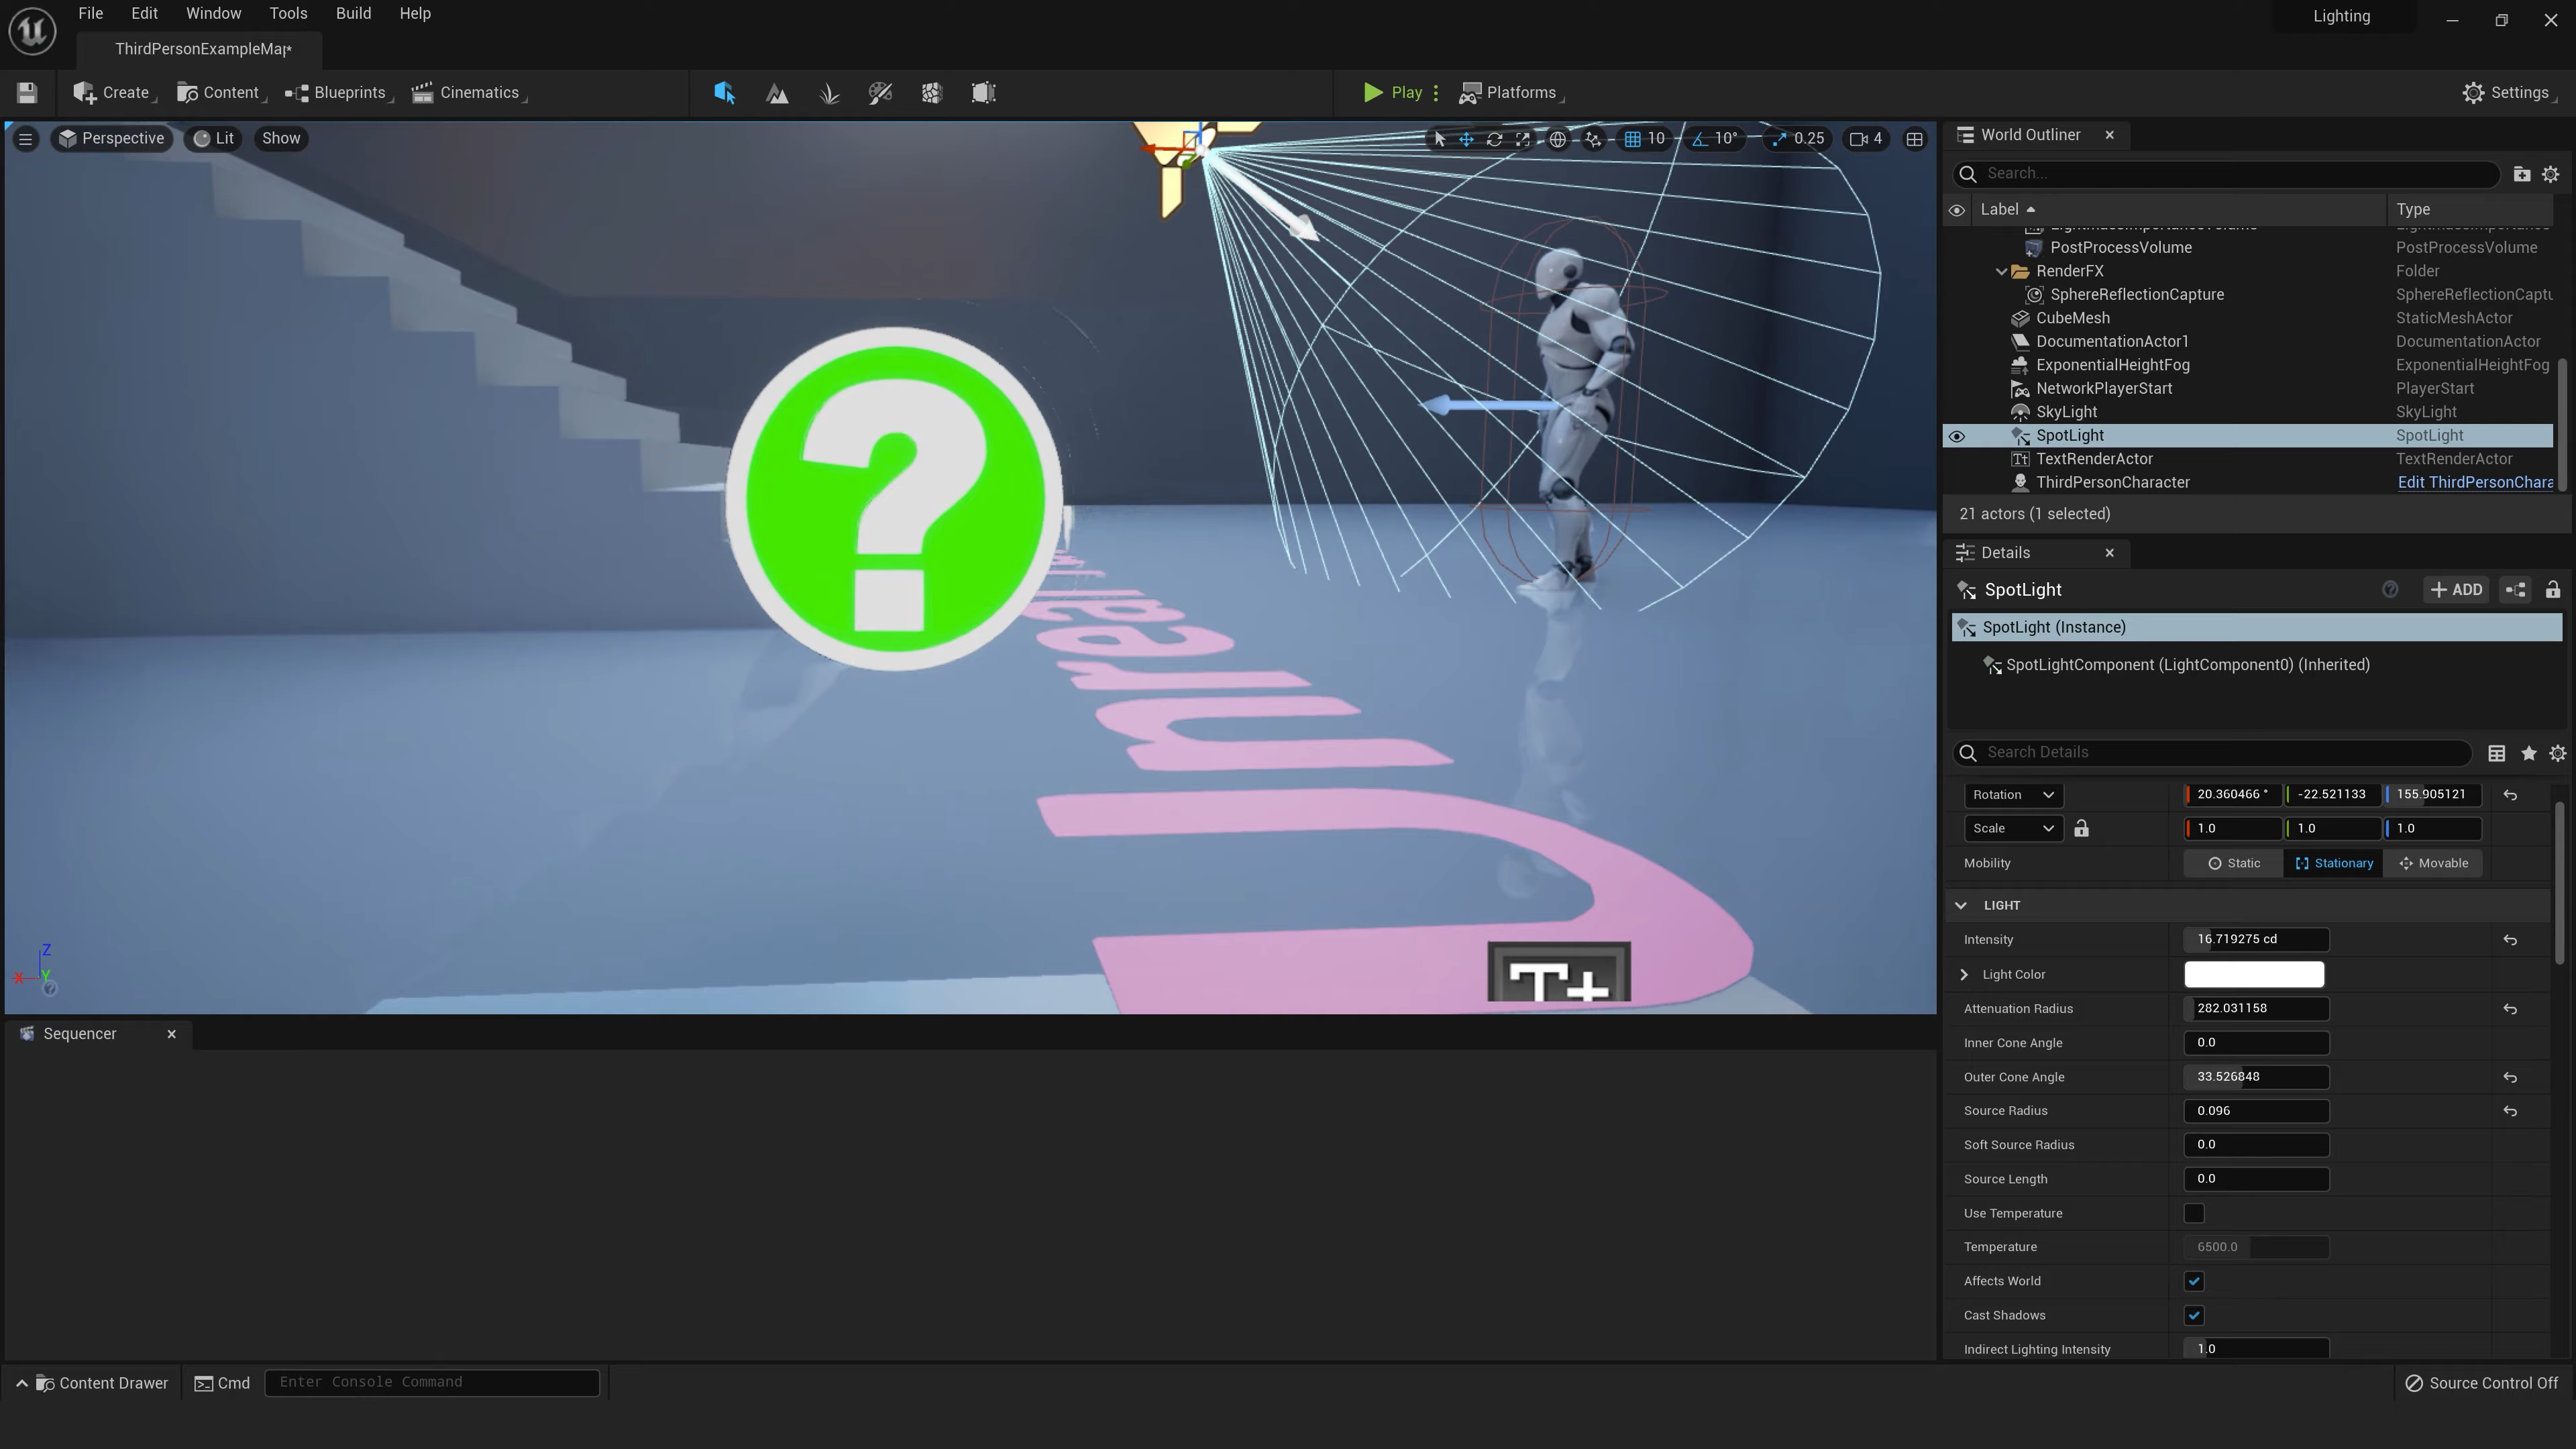 File Edit Window Tools Build Help
Lighting
ThirdPersonExampleMap*
Create Content Blueprints Cinematics Play Platforms Settings
Perspective Lit Show 10 10° 0.25 4
World Outliner
Search...
Label Type
PostProcessVolume PostProcessVolume
RenderFX Folder
SphereReflectionCapture SphereReflectionCaptu
CubeMesh StaticMeshActor
DocumentationActor1 DocumentationActor
ExponentialHeightFog ExponentialHeightFog
NetworkPlayerStart PlayerStart
SkyLight SkyLight
SpotLight SpotLight
TextRenderActor TextRenderActor
ThirdPersonCharacter Edit ThirdPersonChara
21 actors (1 selected)
Details
SpotLight ADD
SpotLight (Instance)
SpotLightComponent (LightComponent0) (Inherited)
Search Details
Rotation 20.360466 ° -22.521133 155.905121
Scale 1.0 1.0 1.0
Mobility Static Stationary Movable
LIGHT
Intensity 16.719275 cd
Light Color
Attenuation Radius 282.031158
Inner Cone Angle 0.0
Outer Cone Angle 33.526848
Source Radius 0.096
Soft Source Radius 0.0
Source Length 0.0
Use Temperature
Temperature 6500.0
Affects World
Cast Shadows
Indirect Lighting Intensity 1.0
?
Unreal
T+
Z
X Y
Sequencer
Content Drawer Cmd Enter Console Command Source Control Off